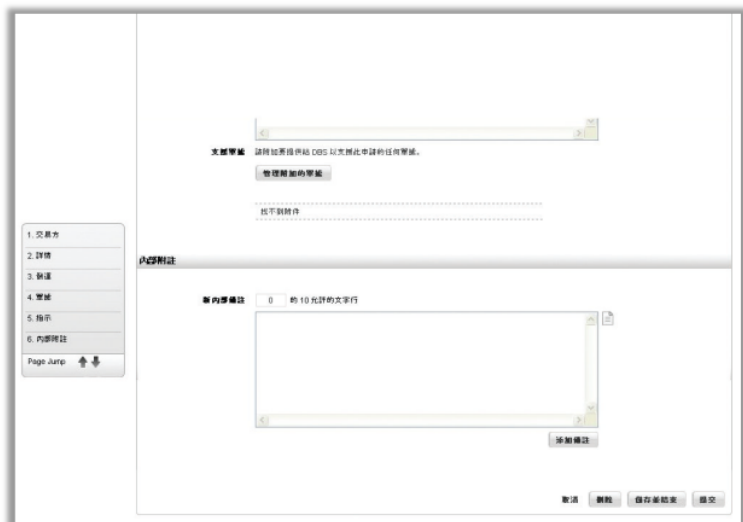 支援單據 請附加要提供給 DBS 以支援此申請的任何單據。
管理附加的單據
找不到附件
1. 交易方
2. 詳情
3. 裝運
4. 單據
5. 指示
6. 內部附註
Page Jump
內部附註
新內部備註 0 的 10 允許的文字行
添加備註
取消 刪除 保存並結束 提交